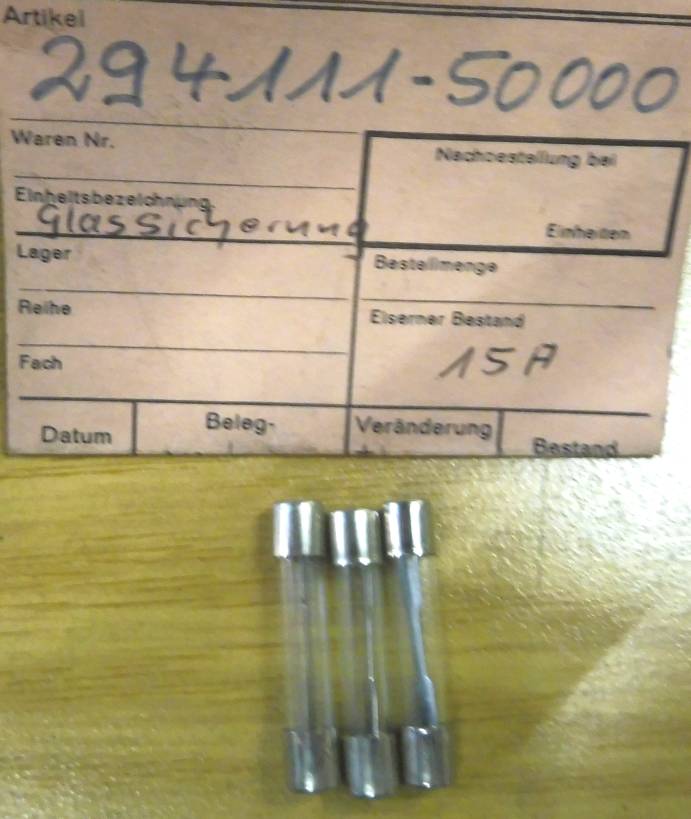 Artikel
294111-50000
Waren Nr.
Nachbestellung bei
Einheitsbezeichnung
Glassicherung
Einheiten
Lager
Bestellmenge
Reihe
Eiserner Bestand
Fach
15A
Datum
Beleg-
Veränderung
Bestand